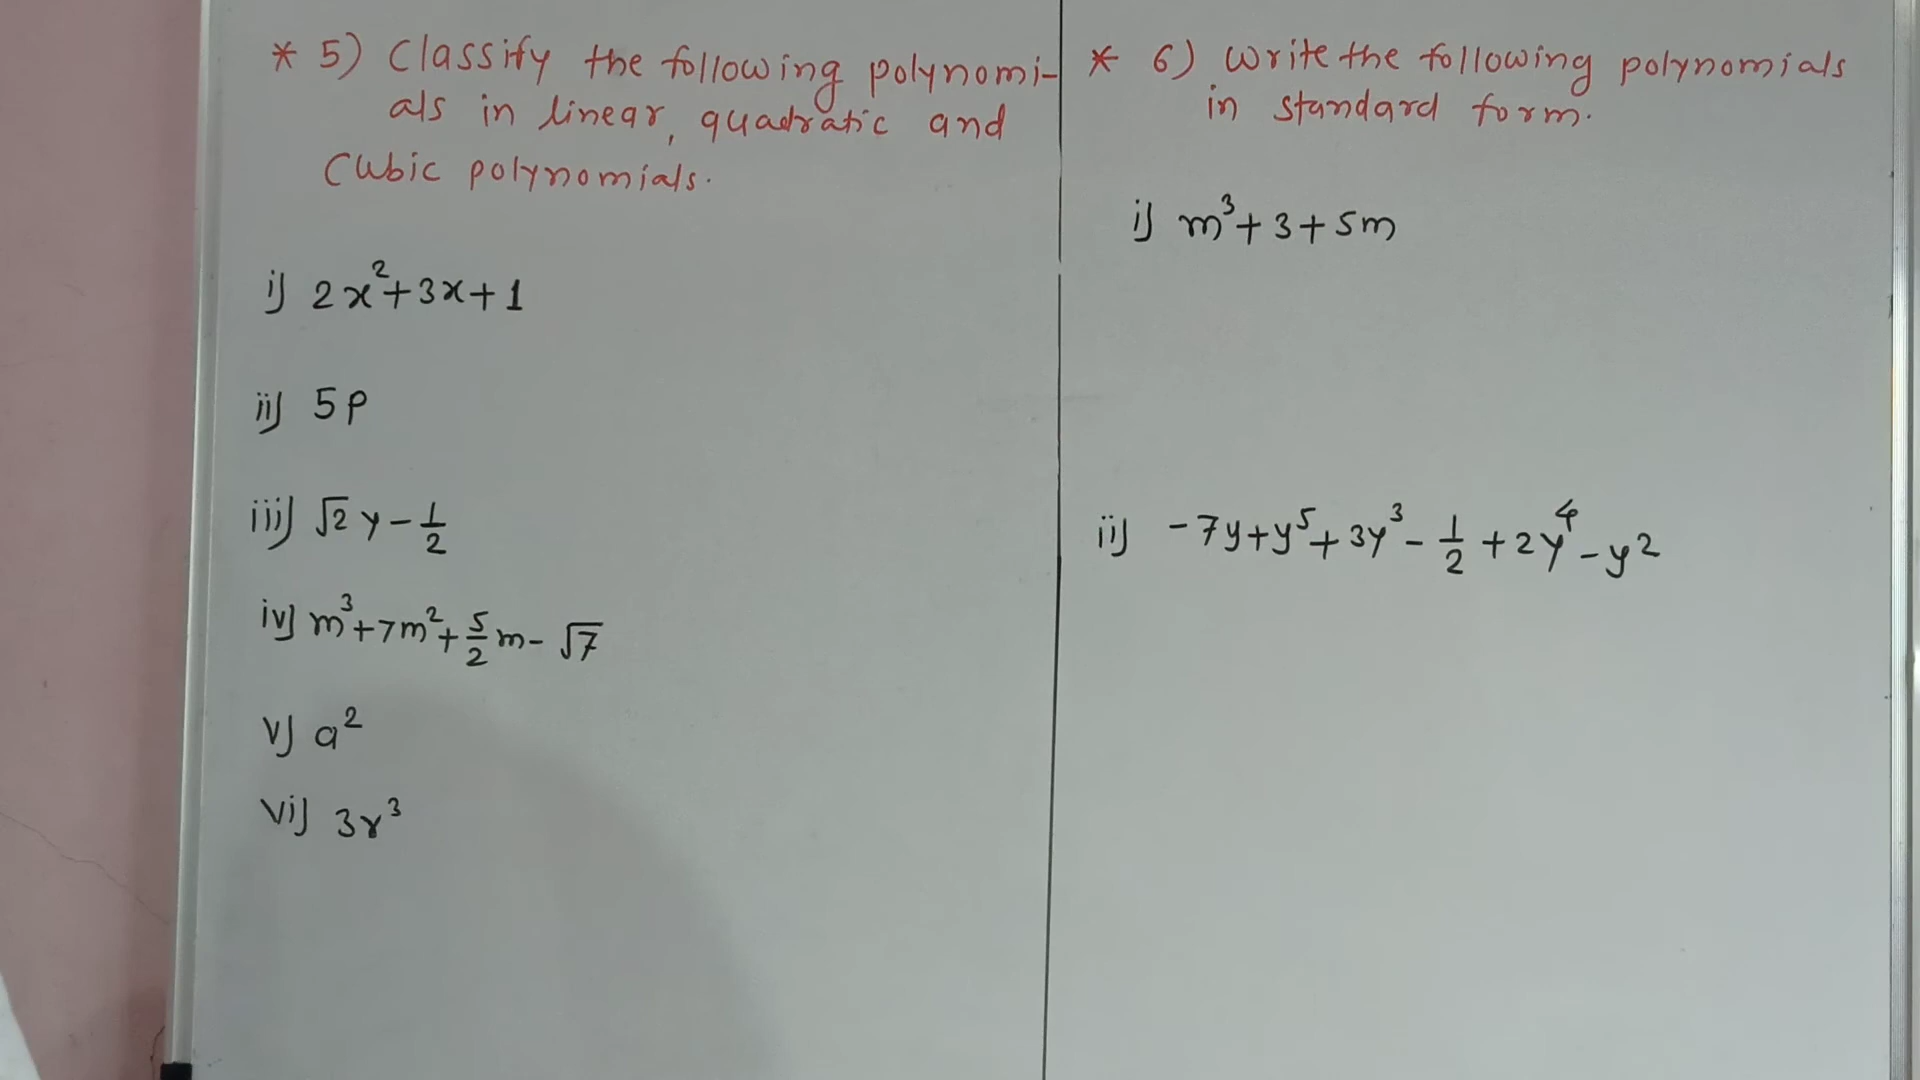 * 5) Classify the following polynomi-
als in linear, quadratic and
Cubic polynomials.
i) 2x²+3x+1
ii) 5p
iii) √2 y - 1/2
iv) m³+7m²+5/2 m - √7
v) a²
vi) 3r³
* 6) Write the following polynomials
in standard form.
i) m³+3+5m
ii) -7y+y⁵+3y³-1/2+2y⁴-y²